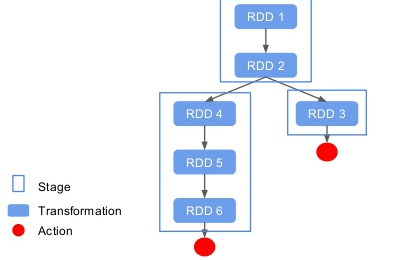 RDD 1
RDD 2
RDD 4
RDD 3
RDD 5
RDD 6
Stage
Transformation
Action